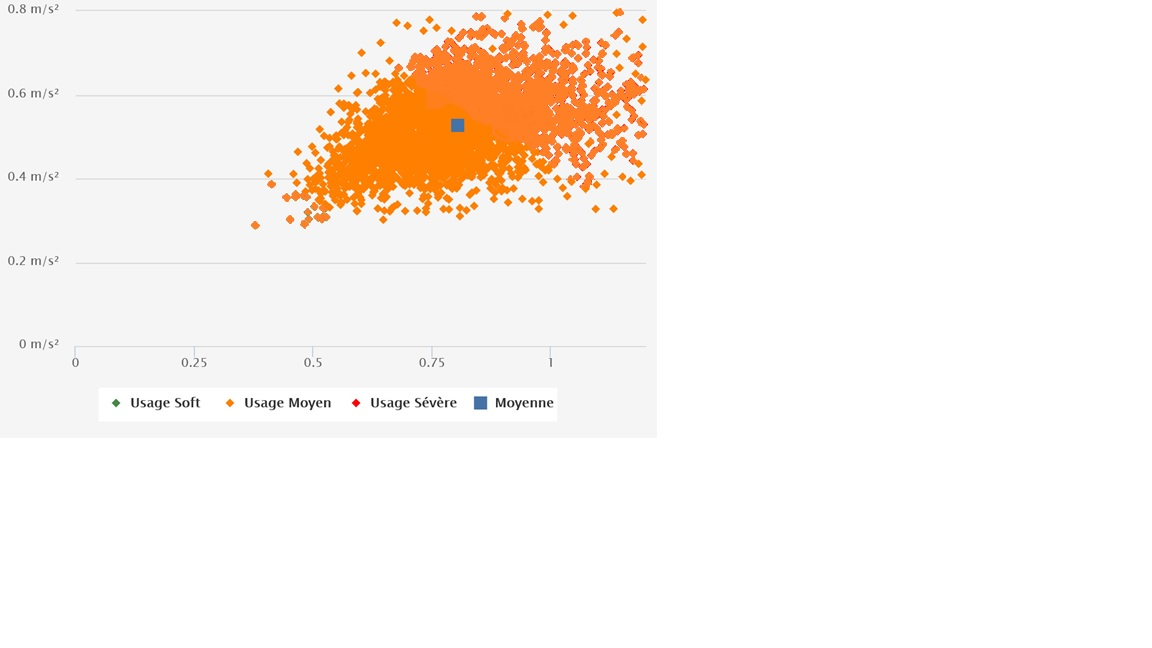 0.8 m/s²
0.6 m/s²
0.4 m/s²
0.2 m/s²
0 m/s²
0 0.25 0.5 0.75 1
Usage Soft Usage Moyen Usage Sévère Moyenne